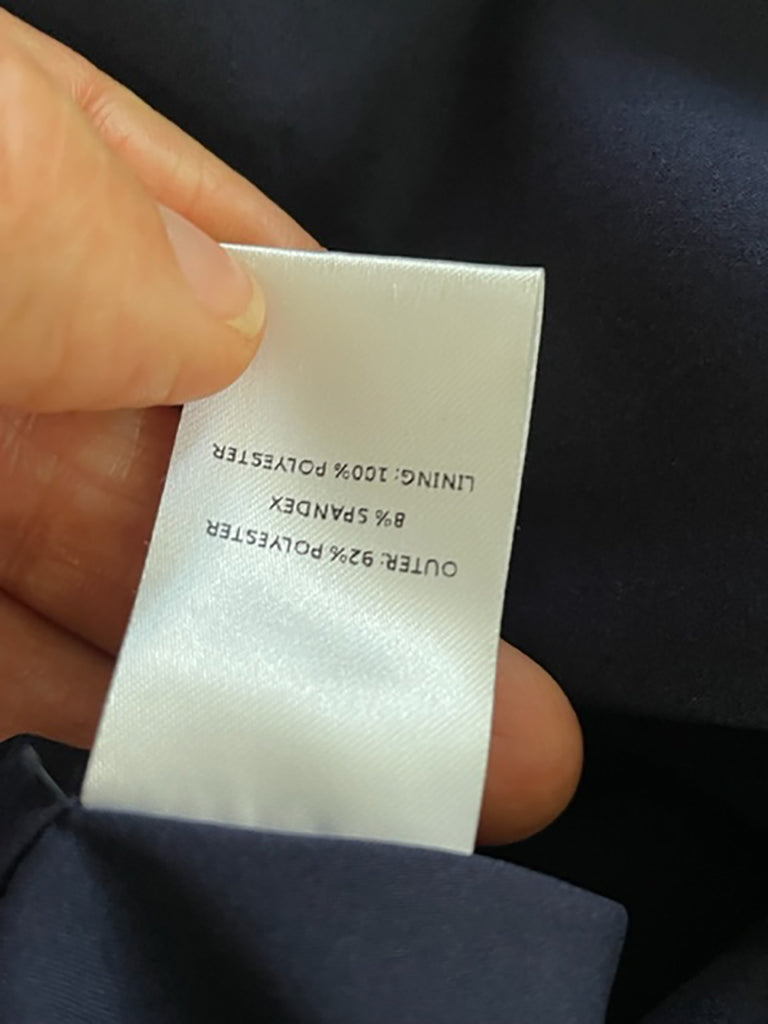 OUTER: 92% POLYESTER
8% SPANDEX
LINING: 100% POLYESTER